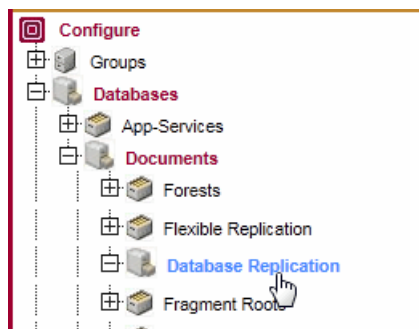 Configure
Groups
Databases
App-Services
Documents
Forests
Flexible Replication
Database Replication
Fragment Roots